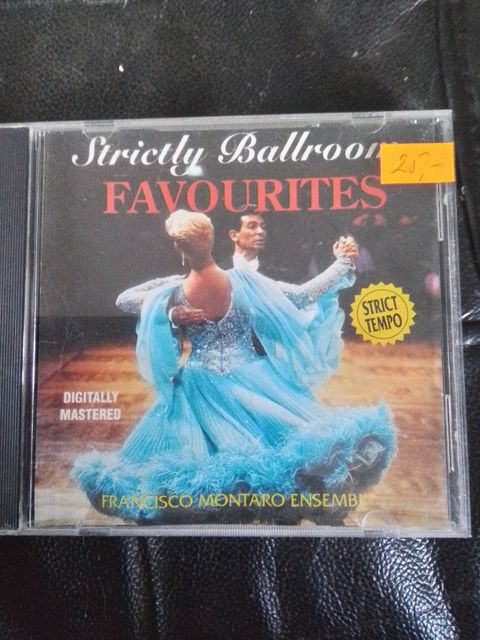 Strictly Ballroom
20,-
FAVOURITES
STRICT
TEMPO
DIGITALLY
MASTERED
FRANCISCO MONTARO ENSEMBLE